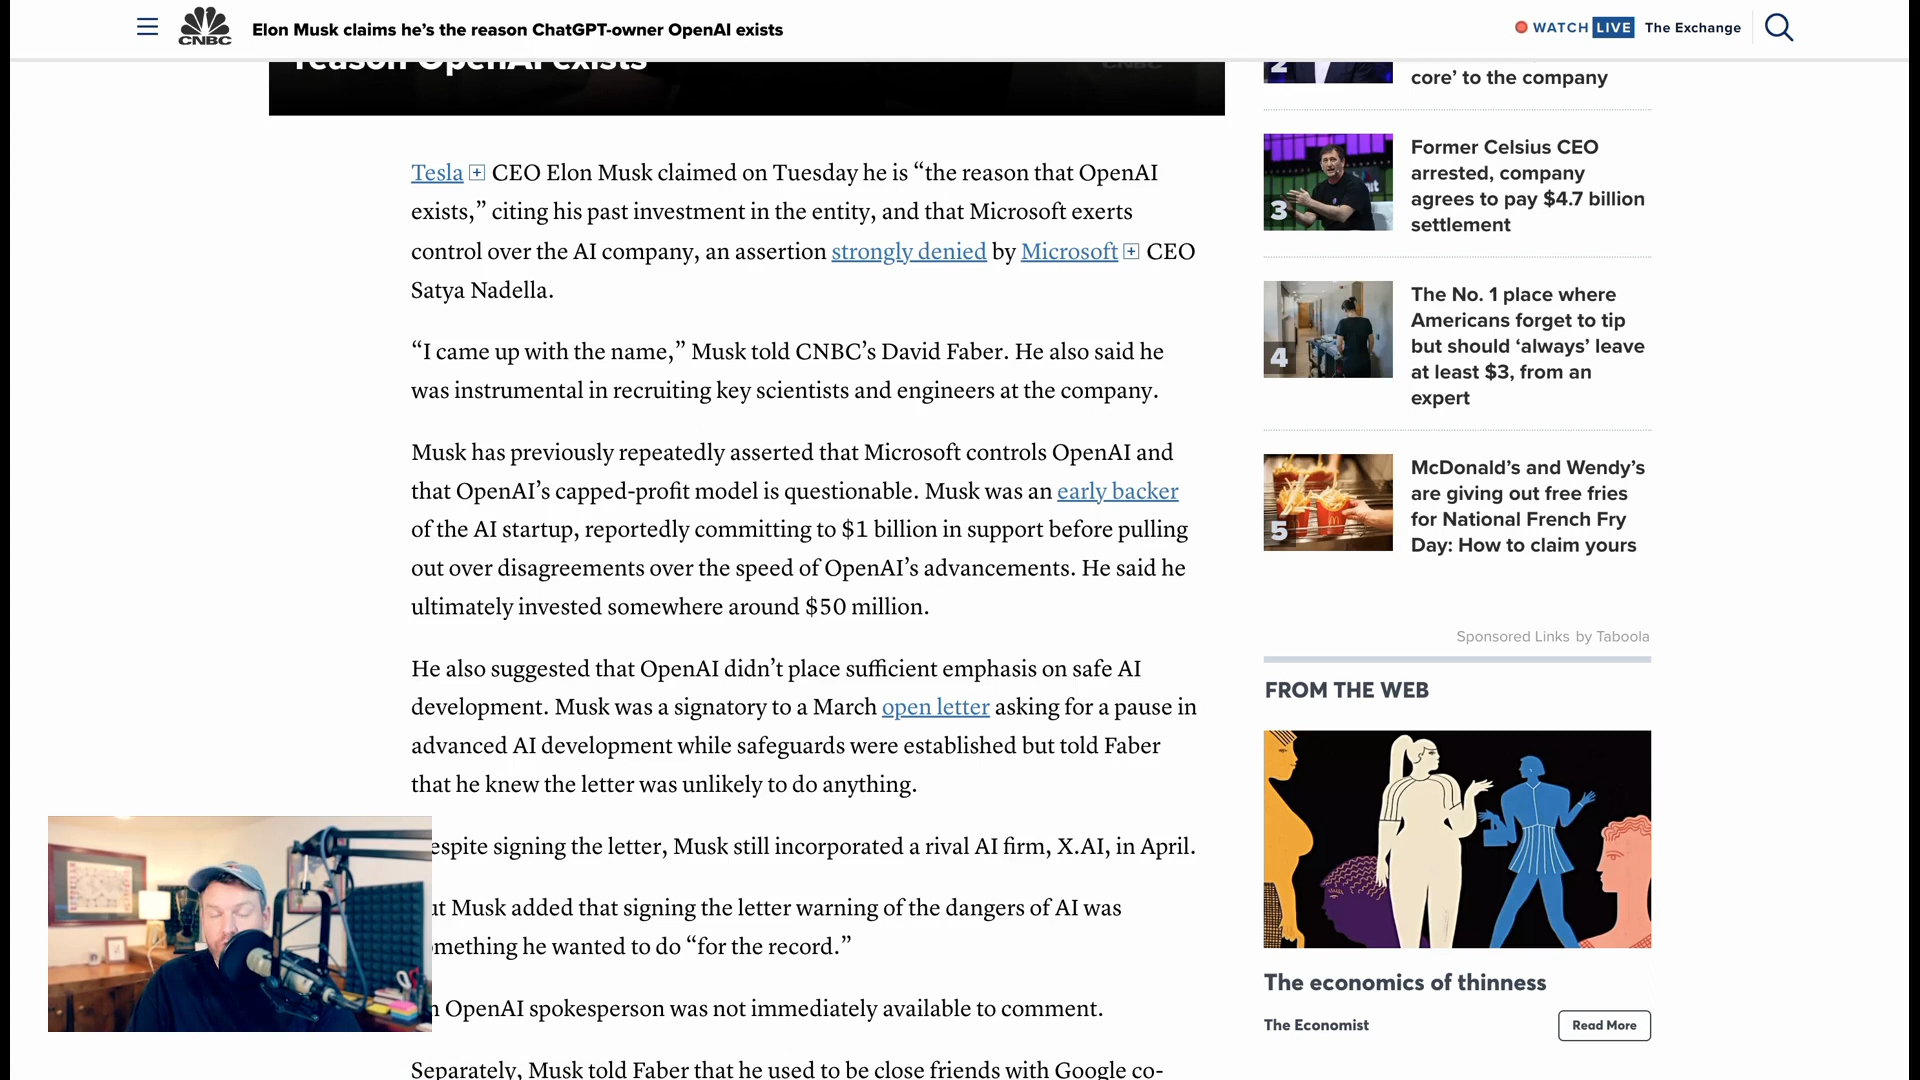 CNBC
Elon Musk claims he’s the reason ChatGPT-owner OpenAI exists
WATCH LIVE The Exchange
reason OpenAI exists
CNBC
Tesla + CEO Elon Musk claimed on Tuesday he is “the reason that OpenAI
exists,” citing his past investment in the entity, and that Microsoft exerts
control over the AI company, an assertion strongly denied by Microsoft + CEO
Satya Nadella.
“I came up with the name,” Musk told CNBC’s David Faber. He also said he
was instrumental in recruiting key scientists and engineers at the company.
Musk has previously repeatedly asserted that Microsoft controls OpenAI and
that OpenAI’s capped-profit model is questionable. Musk was an early backer
of the AI startup, reportedly committing to $1 billion in support before pulling
out over disagreements over the speed of OpenAI’s advancements. He said he
ultimately invested somewhere around $50 million.
He also suggested that OpenAI didn’t place sufficient emphasis on safe AI
development. Musk was a signatory to a March open letter asking for a pause in
advanced AI development while safeguards were established but told Faber
that he knew the letter was unlikely to do anything.
espite signing the letter, Musk still incorporated a rival AI firm, X.AI, in April.
ut Musk added that signing the letter warning of the dangers of AI was
omething he wanted to do “for the record.”
n OpenAI spokesperson was not immediately available to comment.
Separately, Musk told Faber that he used to be close friends with Google co-
2
core’ to the company
3
Former Celsius CEO
arrested, company
agrees to pay $4.7 billion
settlement
4
The No. 1 place where
Americans forget to tip
but should ‘always’ leave
at least $3, from an
expert
5
McDonald’s and Wendy’s
are giving out free fries
for National French Fry
Day: How to claim yours
Sponsored Links by Taboola
FROM THE WEB
The economics of thinness
The Economist
Read More